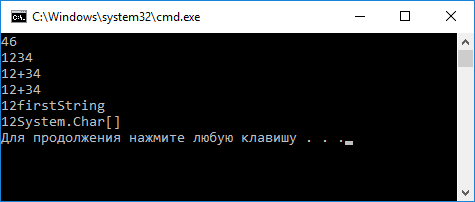 C:\Windows\system32\cmd.exe
46
1234
12+34
12+34
12firstString
12System.Char[]
Для продолжения нажмите любую клавишу . . .